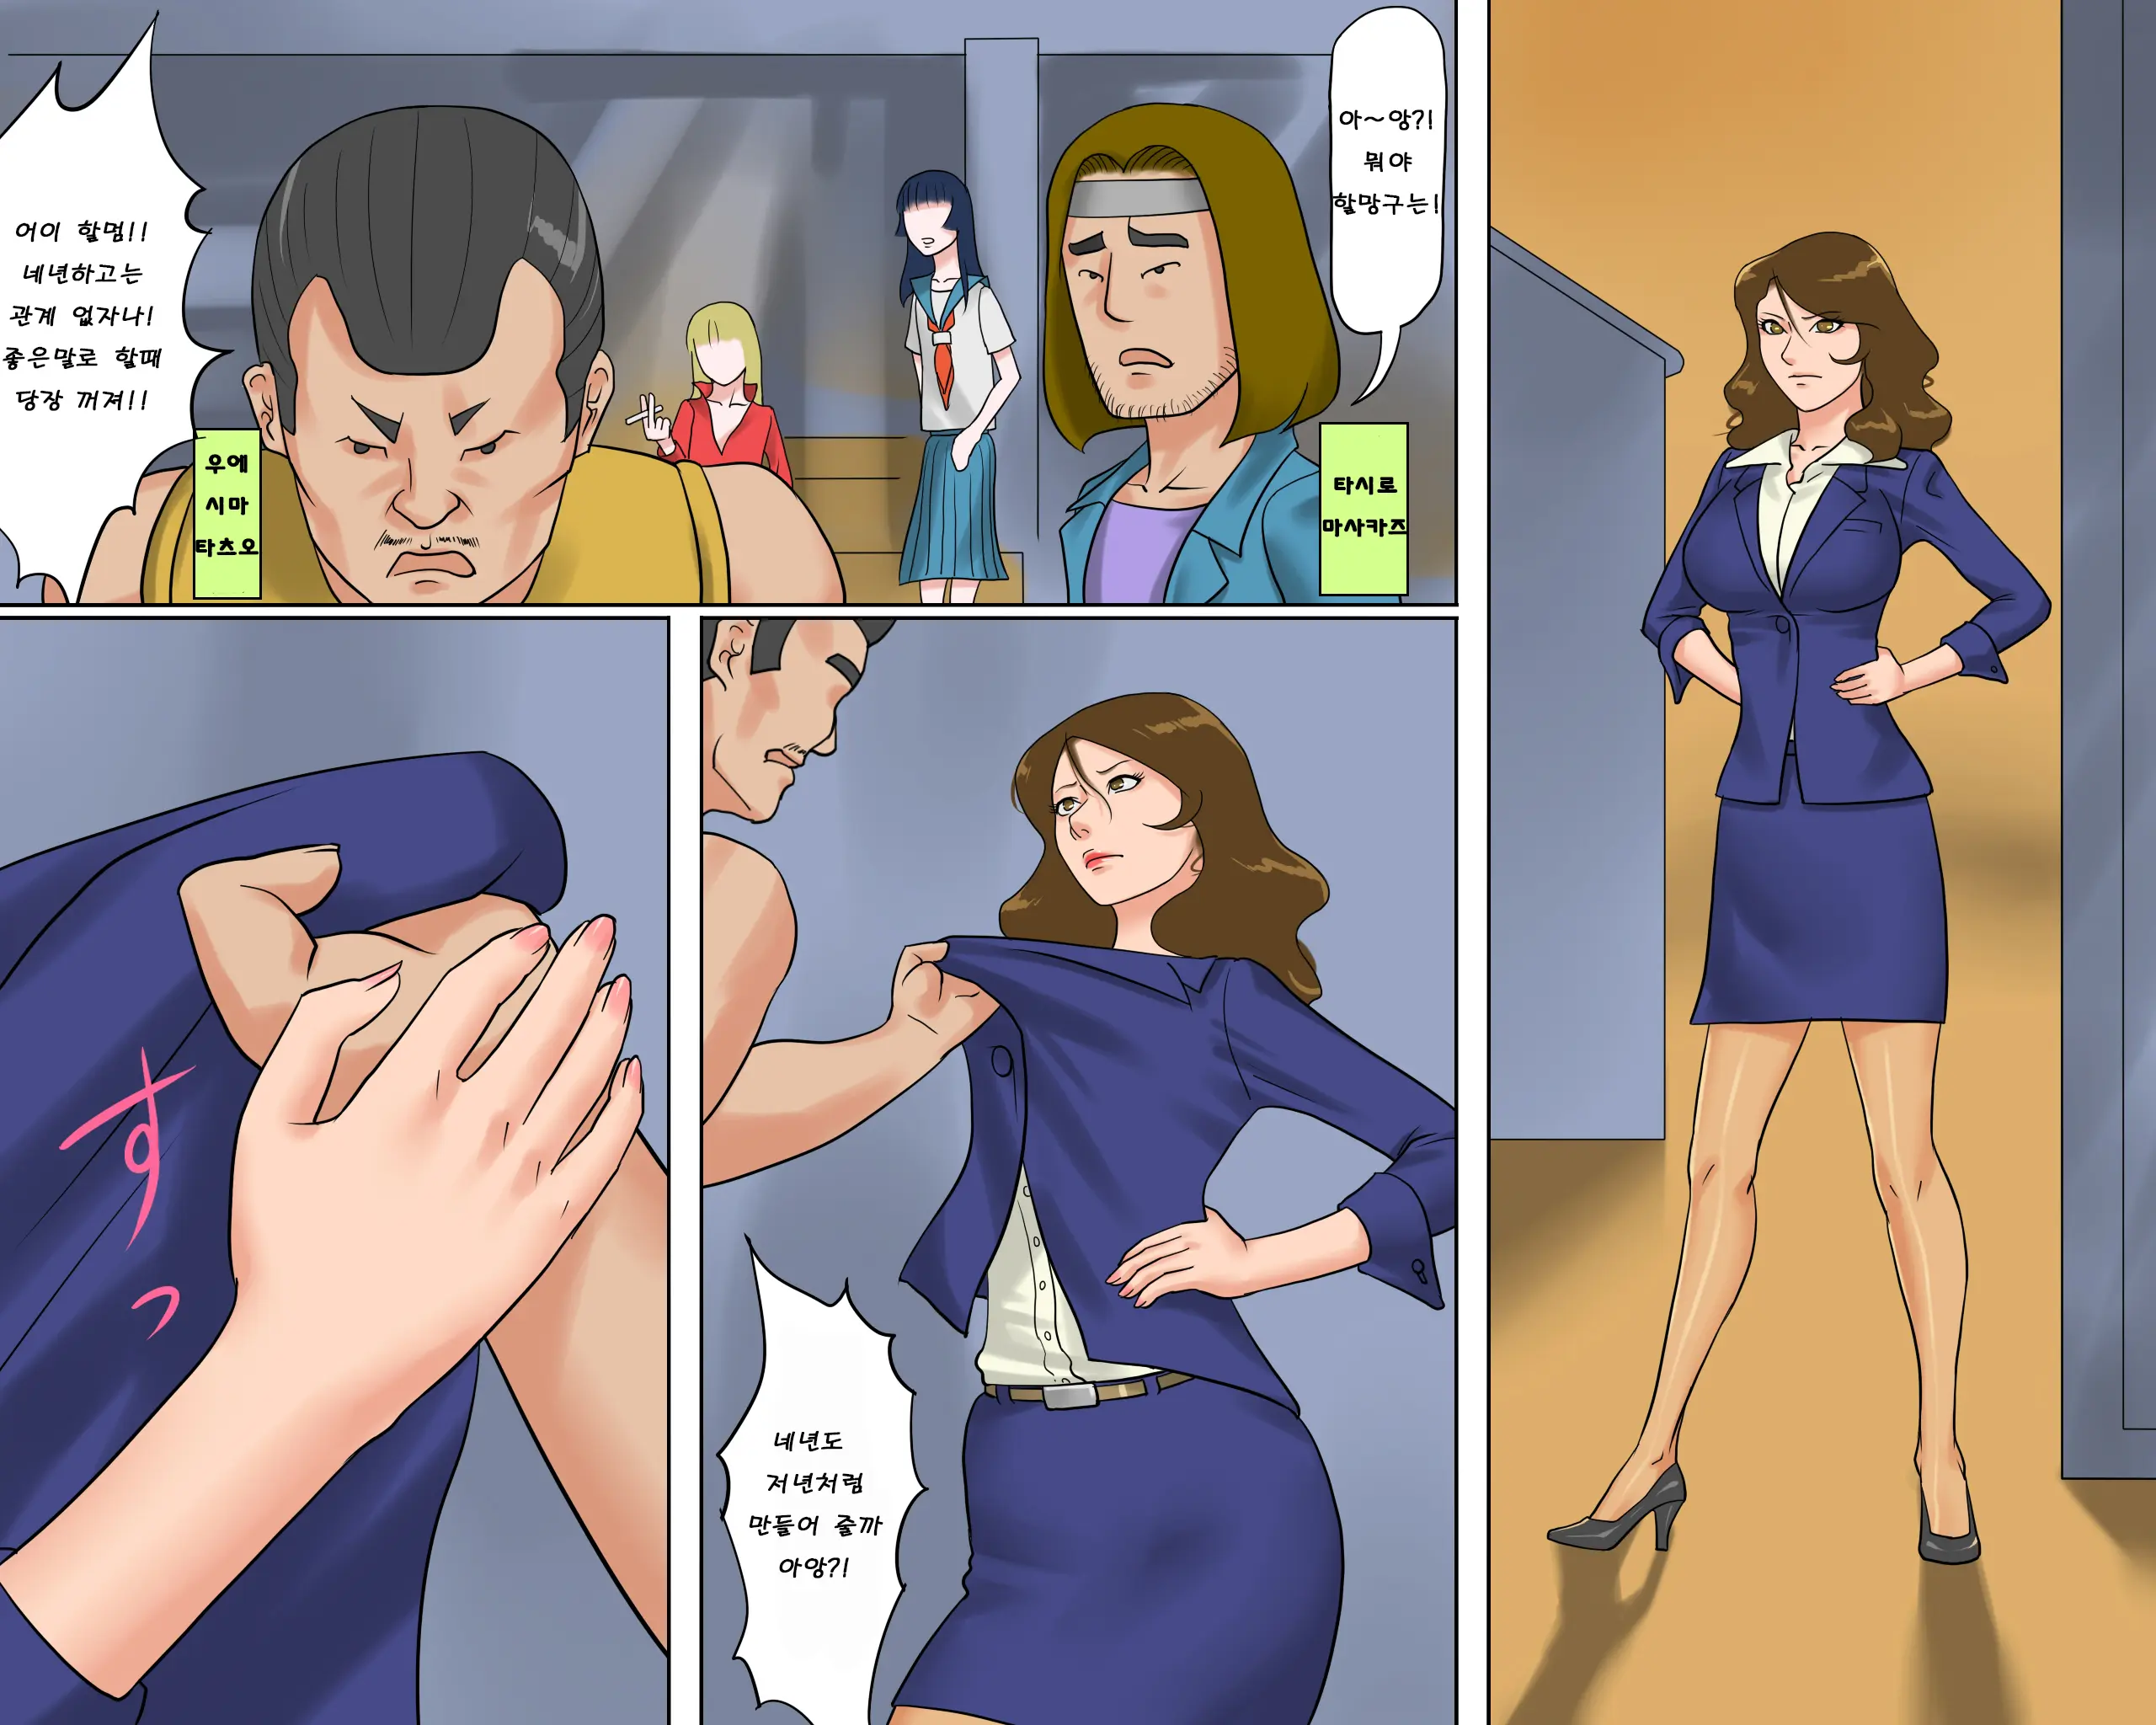 아~앙?!
뭐야
할망구는!
타시로
마사카즈
어이 할멈!!
네년하고는
관계 없자나!
좋은말로 할때
당장 꺼져!!
우에
시마
타츠오
네년도
저년처럼
만들어 줄까
아앙?!
す
っ